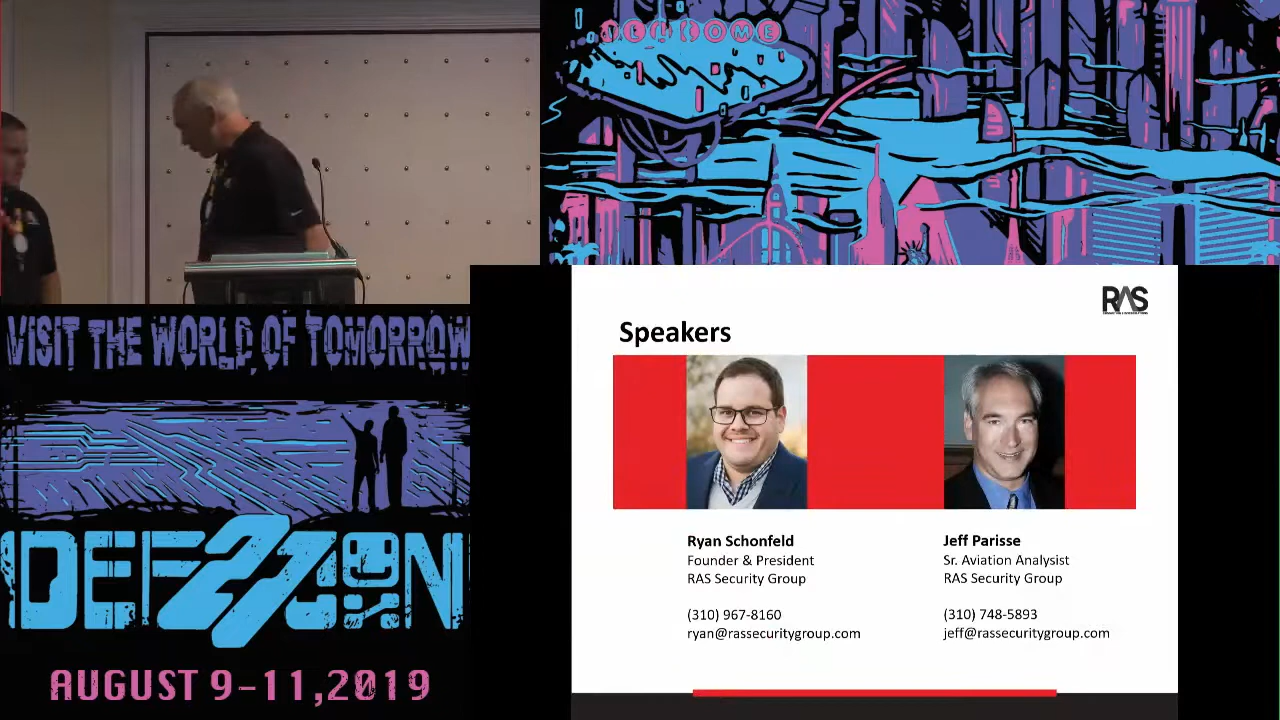 WELCOME
VISIT THE WORLD OF TOMORROW
DEF 27 CON
AUGUST 9-11,2019
RAS
Speakers
Ryan Schonfeld
Founder & President
RAS Security Group
(310) 967-8160
ryan@rassecuritygroup.com
Jeff Parisse
Sr. Aviation Analysist
RAS Security Group
(310) 748-5893
jeff@rassecuritygroup.com